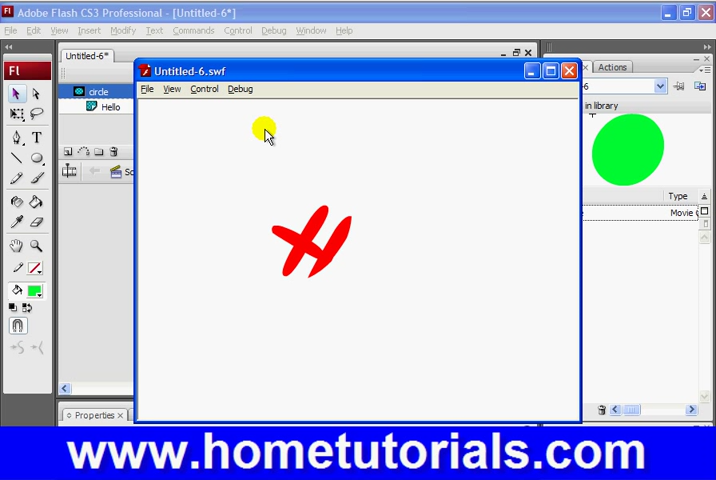 Adobe Flash CS3 Professional - [Untitled-6*]
File Edit View Insert Modify Text Commands Control Debug Window Help
Untitled-6*
Actions
Fl
Untitled-6.swf
File View Control Debug
circle
Hello
in library
Type
Movie
Properties
www.hometutorials.com